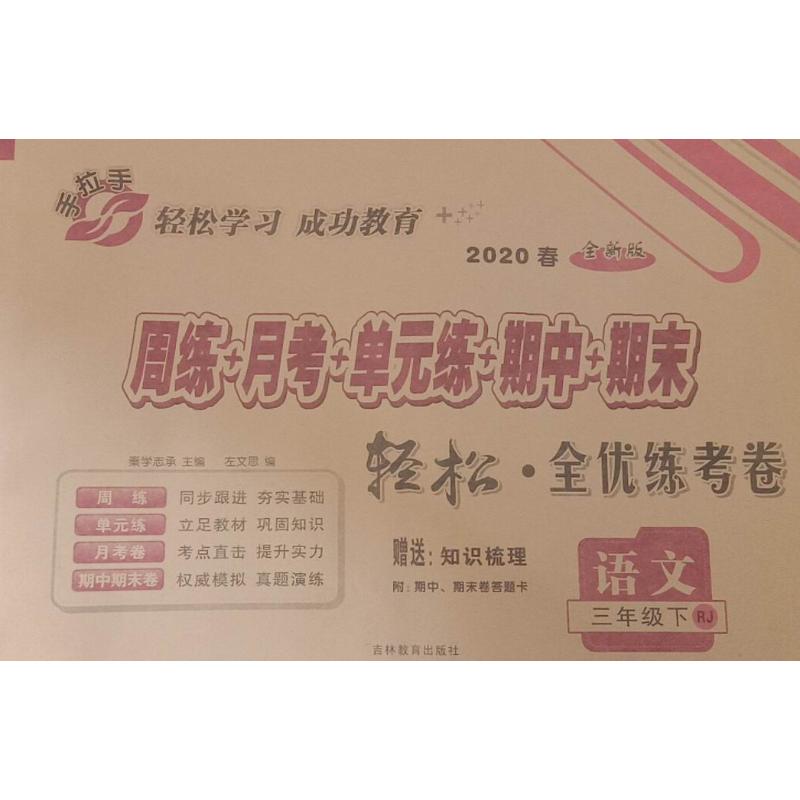 手拉手
轻松学习 成功教育
2020春 全新版
周练+月考+单元练+期中+期末
轻松·全优练考卷
秦学志承 主编 左文思 编
周练 同步跟进 夯实基础
单元练 立足教材 巩固知识
月考卷 考点直击 提升实力
期中期末卷 权威模拟 真题演练
赠送:知识梳理
附:期中、期末卷答题卡
语文
三年级下 RJ
吉林教育出版社